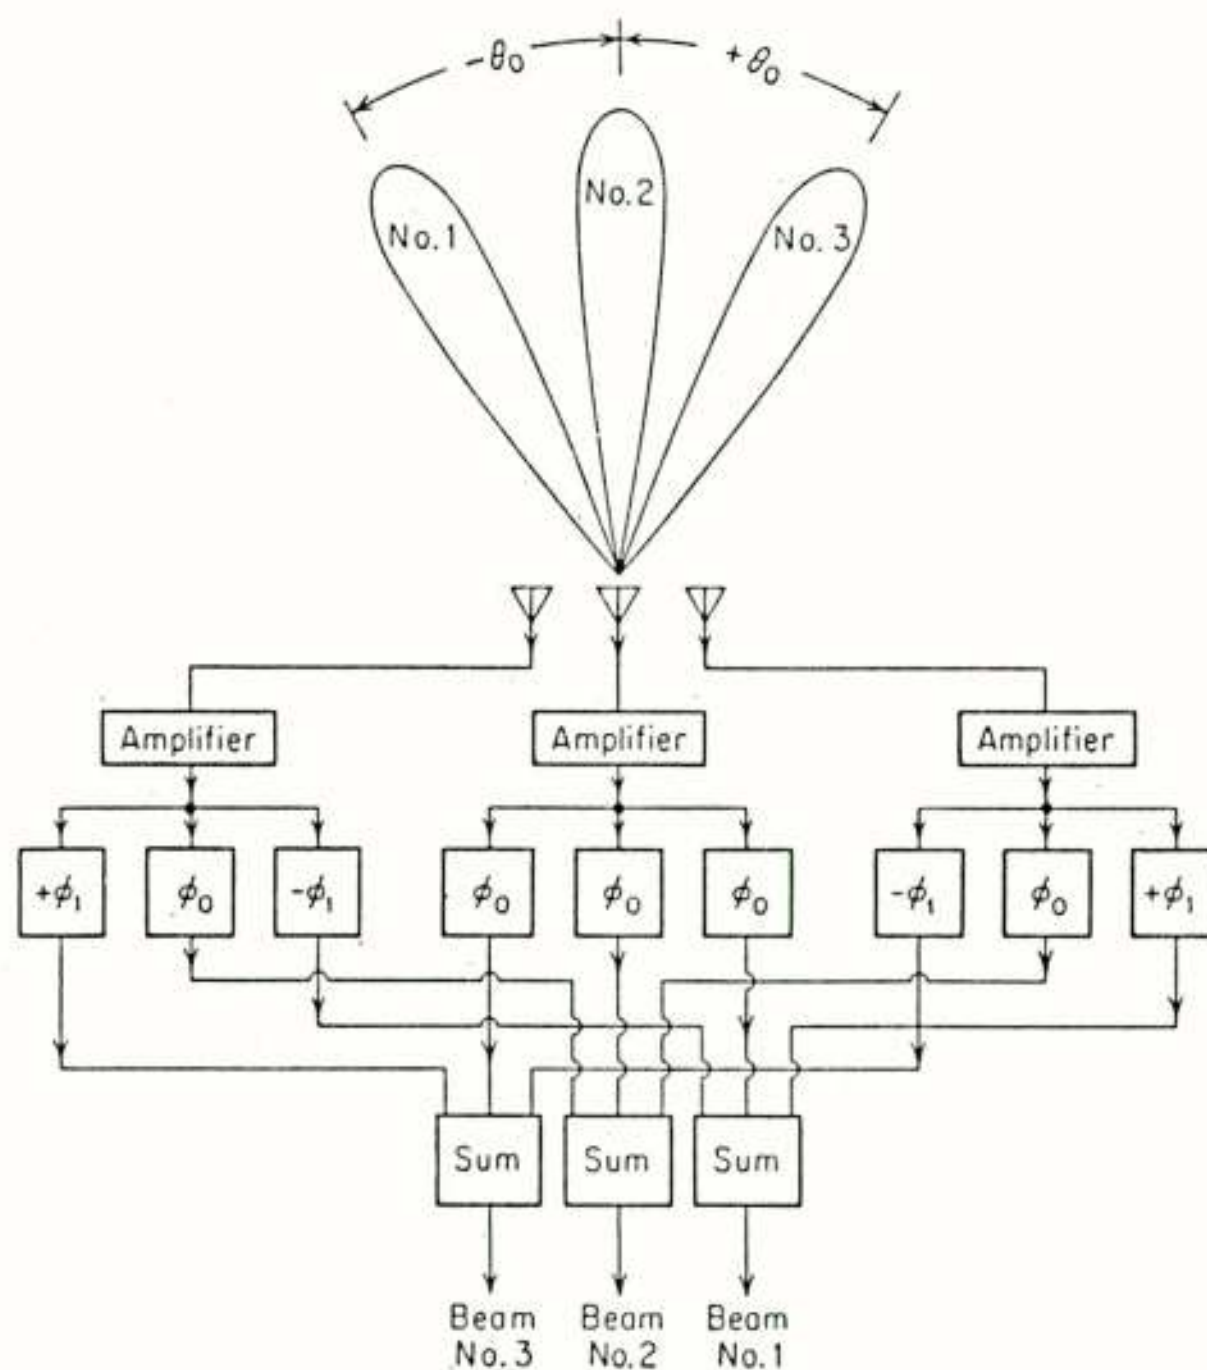 -θ₀
+θ₀
No.1
No.2
No.3
Amplifier
Amplifier
Amplifier
+ϕ₁
ϕ₀
-ϕ₁
ϕ₀
ϕ₀
ϕ₀
-ϕ₁
ϕ₀
+ϕ₁
Sum
Sum
Sum
Beam
No.3
Beam
No.2
Beam
No.1